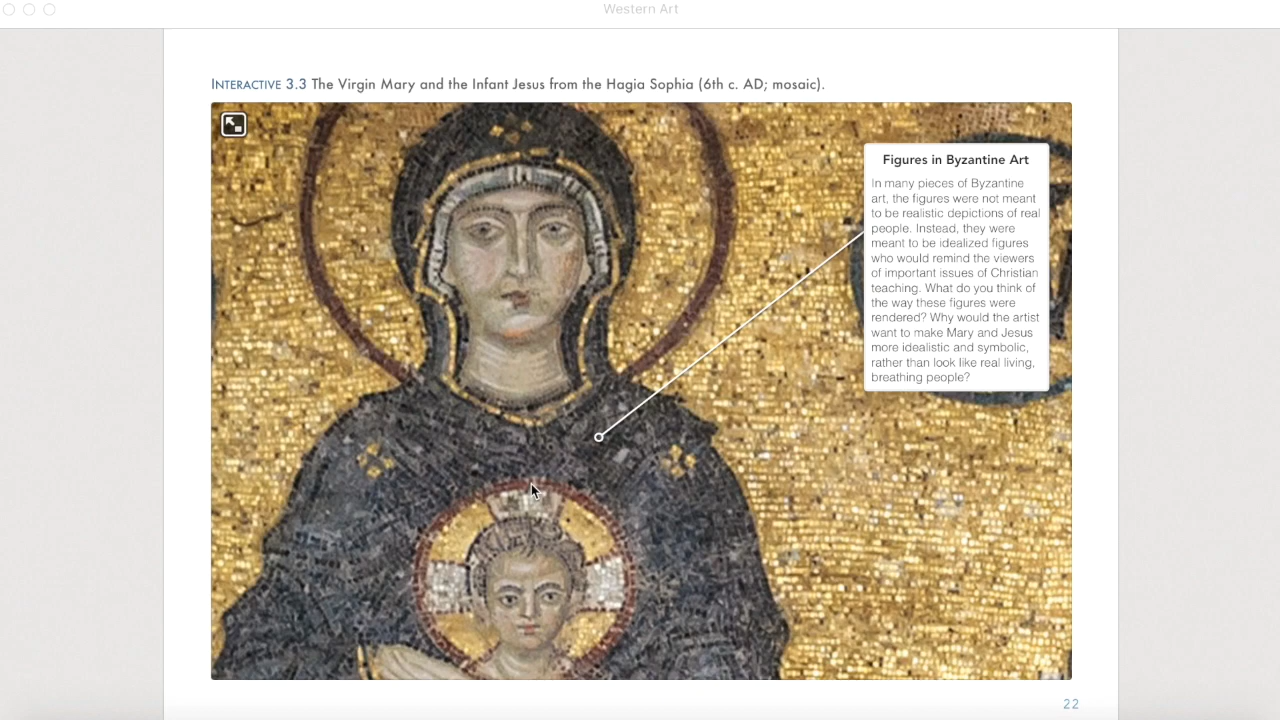 Western Art
INTERACTIVE 3.3 The Virgin Mary and the Infant Jesus from the Hagia Sophia (6th c. AD; mosaic).
Figures in Byzantine Art
In many pieces of Byzantine
art, the figures were not meant
to be realistic depictions of real
people. Instead, they were
meant to be idealized figures
who would remind the viewers
of important issues of Christian
teaching. What do you think of
the way these figures were
rendered? Why would the artist
want to make Mary and Jesus
more idealistic and symbolic,
rather than look like real living,
breathing people?
22